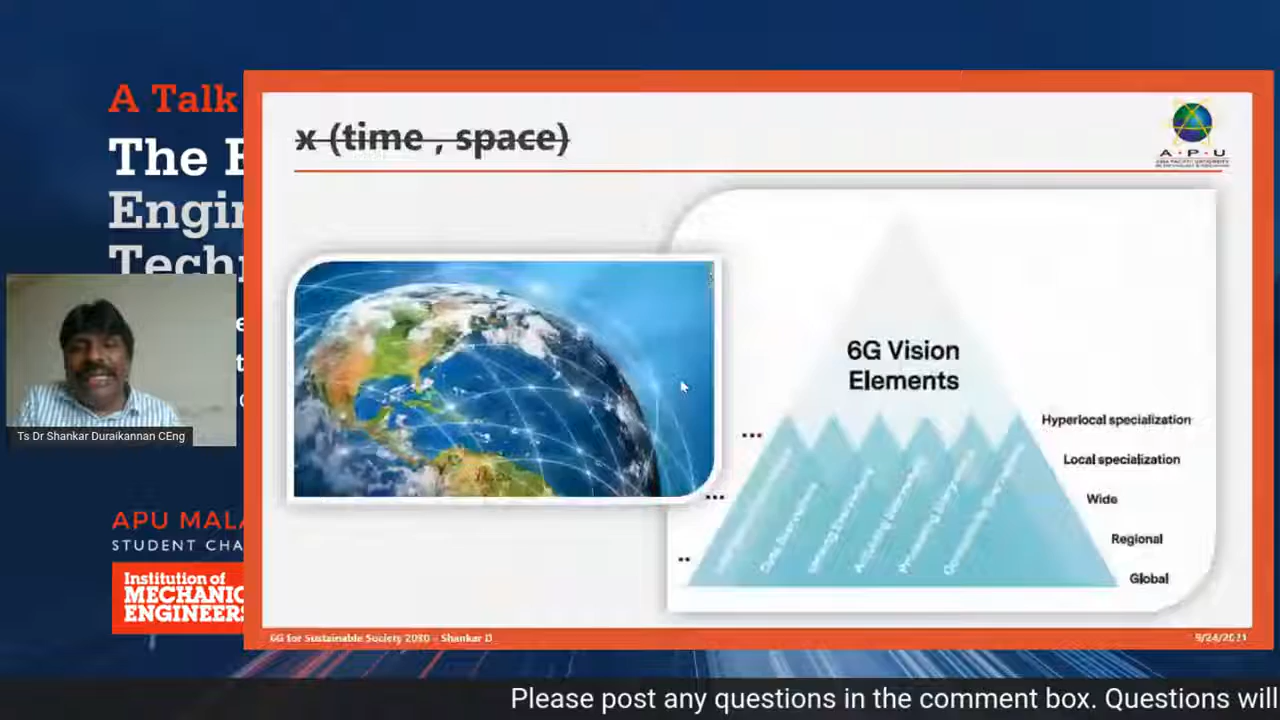 A Talk
The
Engin
Techn
Ts Dr Shankar Duraikannan CEng
APU MALA
STUDENT CHA
Institution of
MECHANIC
ENGINEERS
x (time , space)
A·P·U
6G Vision
Elements
...
...
..
Hyperlocal specialization
Local specialization
Wide
Regional
Global
6G for Sustainable Society 2030 – Shankar D
9/24/2021
Please post any questions in the comment box. Questions will